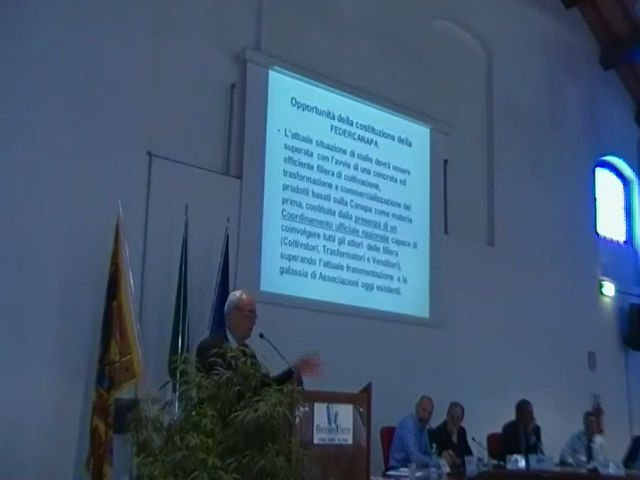 Opportunità della costituzione della
FEDERCANAPA
• L'attuale situazione di stallo dovrà essere
superata con l'avvio di una concreta ed
efficiente filiera di coltivazione,
trasformazione e commercializzazione dei
prodotti basati sulla Canapa come materia
prima, costituita dalla presenza di un
Coordinamento ufficiale nazionale capace di
coinvolgere tutti gli attori della filiera
(Coltivatori, Trasformatori e Venditori),
superando l'attuale frammentazione e la
galassia di Associazioni oggi esistenti.